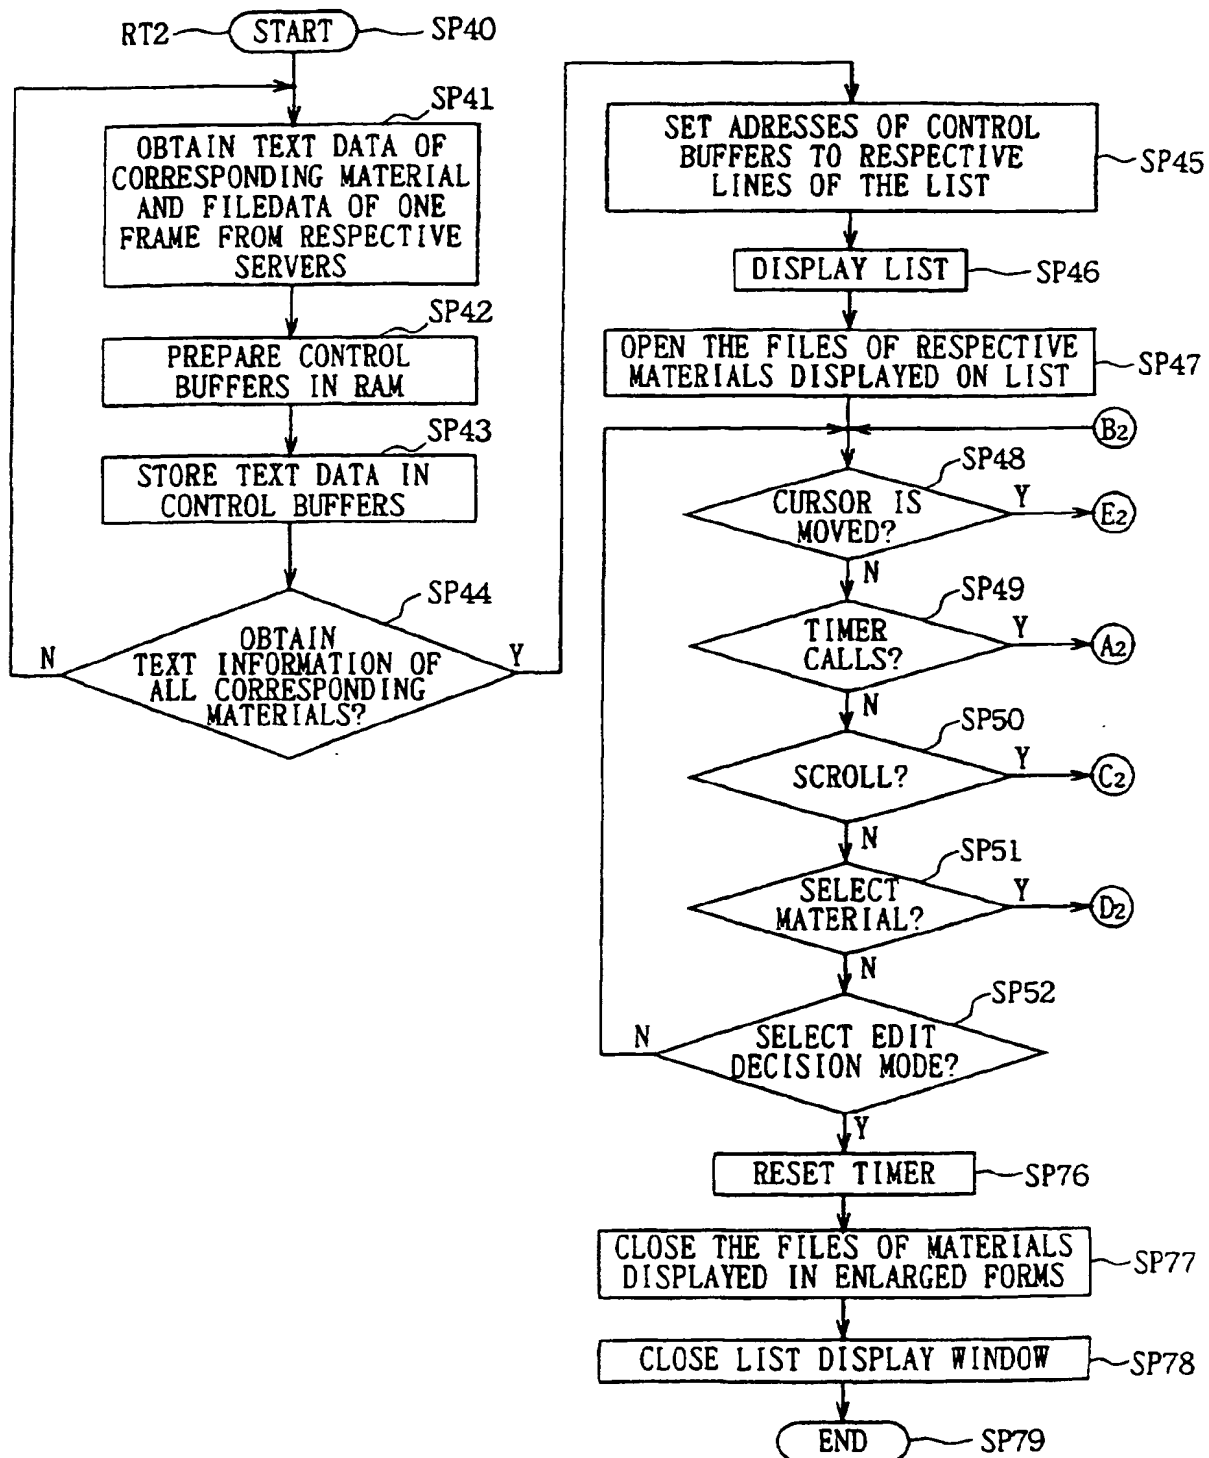 RT2
START
SP40
SP41
OBTAIN TEXT DATA OF
CORRESPONDING MATERIAL
AND FILEDATA OF ONE
FRAME FROM RESPECTIVE
SERVERS
SP42
PREPARE CONTROL
BUFFERS IN RAM
SP43
STORE TEXT DATA IN
CONTROL BUFFERS
SP44
OBTAIN
TEXT INFORMATION OF
ALL CORRESPONDING
MATERIALS?
N
Y
SET ADRESSES OF CONTROL
BUFFERS TO RESPECTIVE
LINES OF THE LIST
SP45
DISPLAY LIST
SP46
OPEN THE FILES OF RESPECTIVE
MATERIALS DISPLAYED ON LIST
SP47
B2
SP48
CURSOR IS
MOVED?
Y
E2
N
SP49
TIMER
CALLS?
Y
A2
N
SP50
SCROLL?
Y
C2
N
SP51
SELECT
MATERIAL?
Y
D2
N
SP52
SELECT EDIT
DECISION MODE?
N
Y
RESET TIMER
SP76
CLOSE THE FILES OF MATERIALS
DISPLAYED IN ENLARGED FORMS
SP77
CLOSE LIST DISPLAY WINDOW
SP78
END
SP79